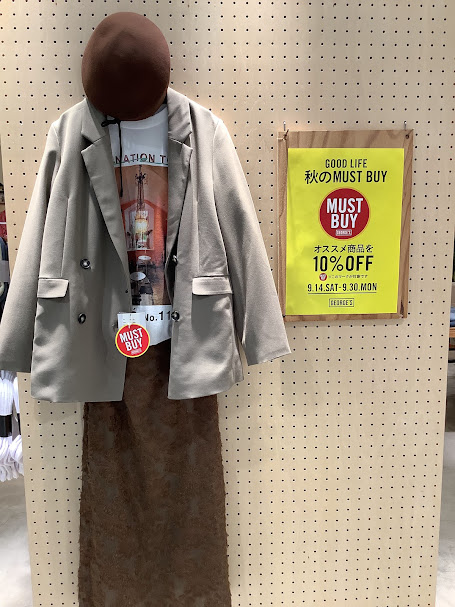 NATION T
No.11
MUST
BUY
GOOD LIFE
秋のMUST BUY
MUST
BUY
GEORGE'S
オススメ商品を
10%OFF
9.14.SAT-9.30.MON
GEORGE'S